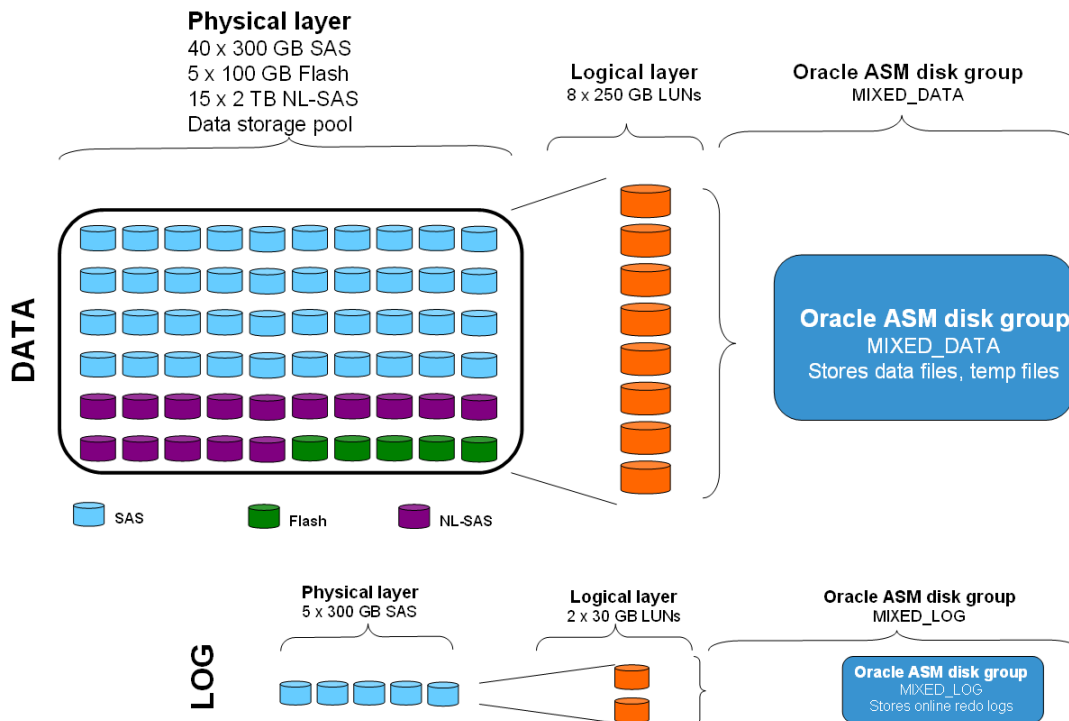 Physical layer
40 x 300 GB SAS
5 x 100 GB Flash
15 x 2 TB NL-SAS
Data storage pool
Logical layer
8 x 250 GB LUNs
Oracle ASM disk group
MIXED_DATA
DATA
Oracle ASM disk group
MIXED_DATA
Stores data files, temp files
SAS
Flash
NL-SAS
Physical layer
5 x 300 GB SAS
Logical layer
2 x 30 GB LUNs
Oracle ASM disk group
MIXED_LOG
LOG
Oracle ASM disk group
MIXED_LOG
Stores online redo logs